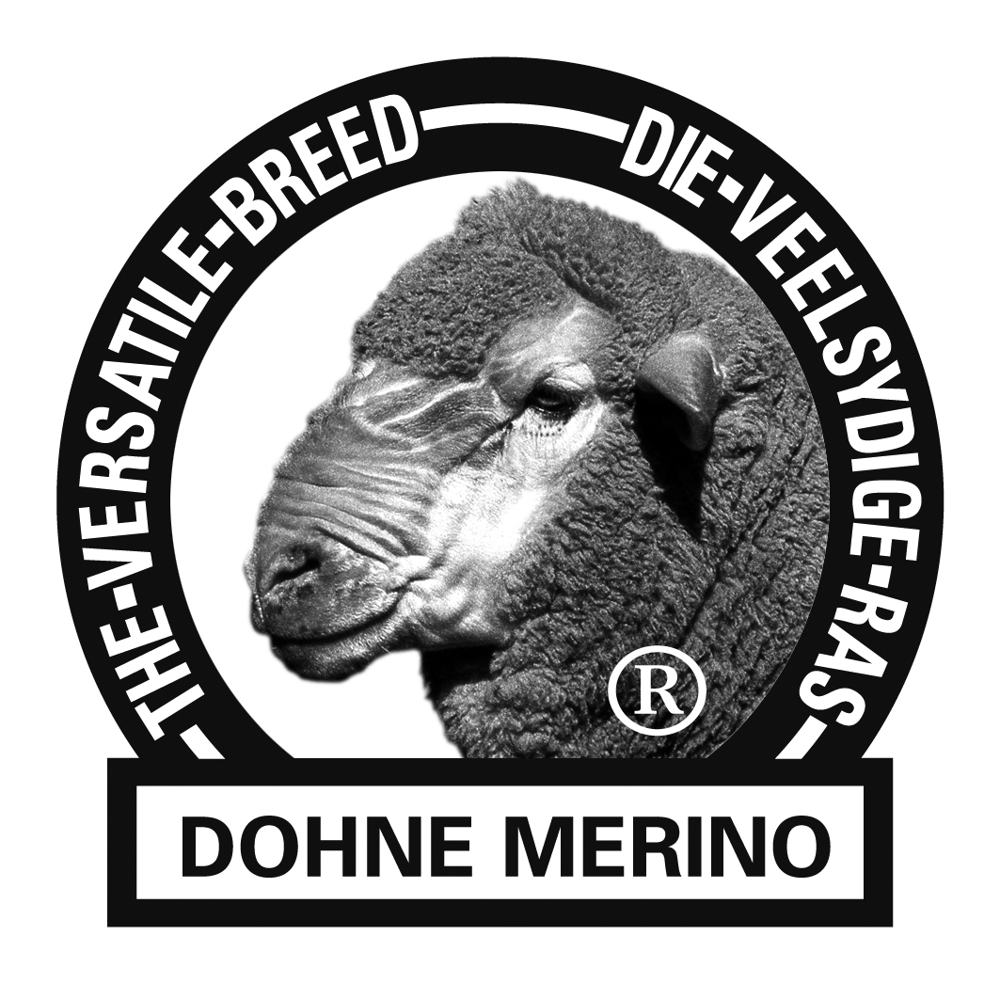 THE-VERSATILE-BREED
DIE-VEELSYDIGE-RAS
®
DOHNE MERINO